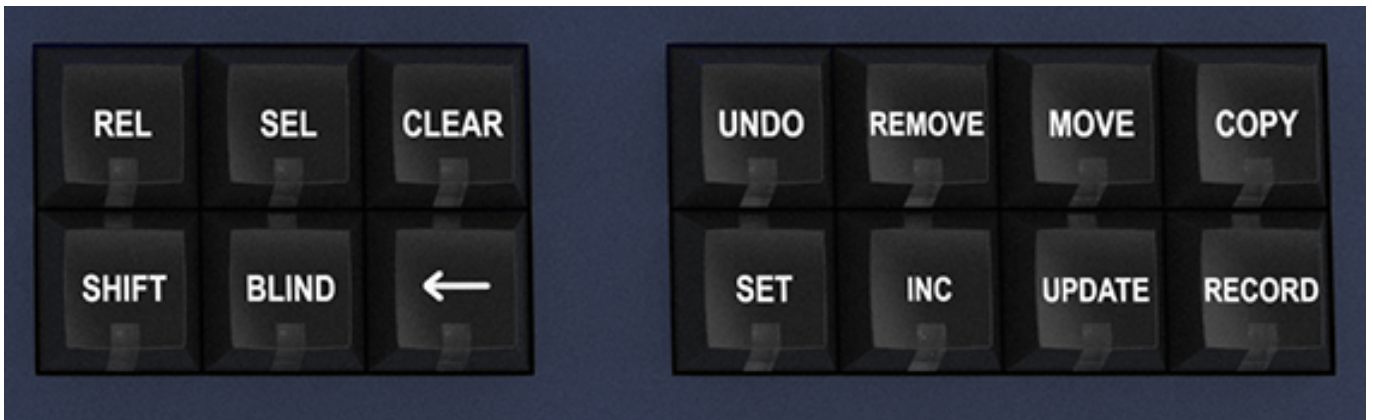 REL SEL CLEAR
SHIFT BLIND ←
UNDO REMOVE MOVE COPY
SET INC UPDATE RECORD